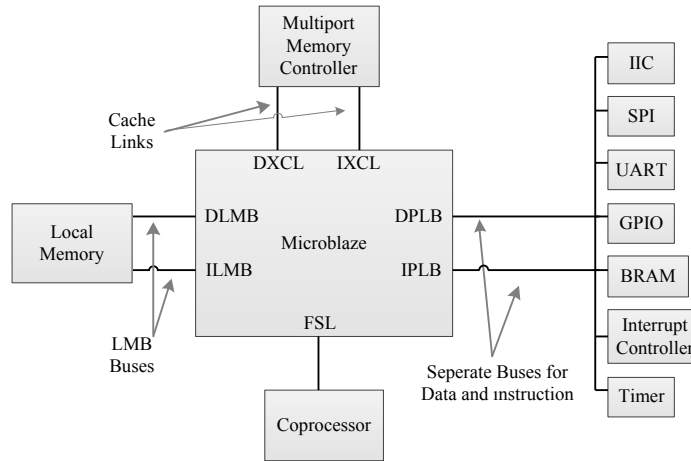 Multiport
Memory
Controller
IIC
SPI
UART
GPIO
BRAM
Interrupt
Controller
Timer
Cache
Links
DXCL IXCL
DLMB DPLB
Microblaze
ILMB IPLB
FSL
Local
Memory
LMB
Buses
Seperate Buses for
Data and ınstruction
Coprocessor